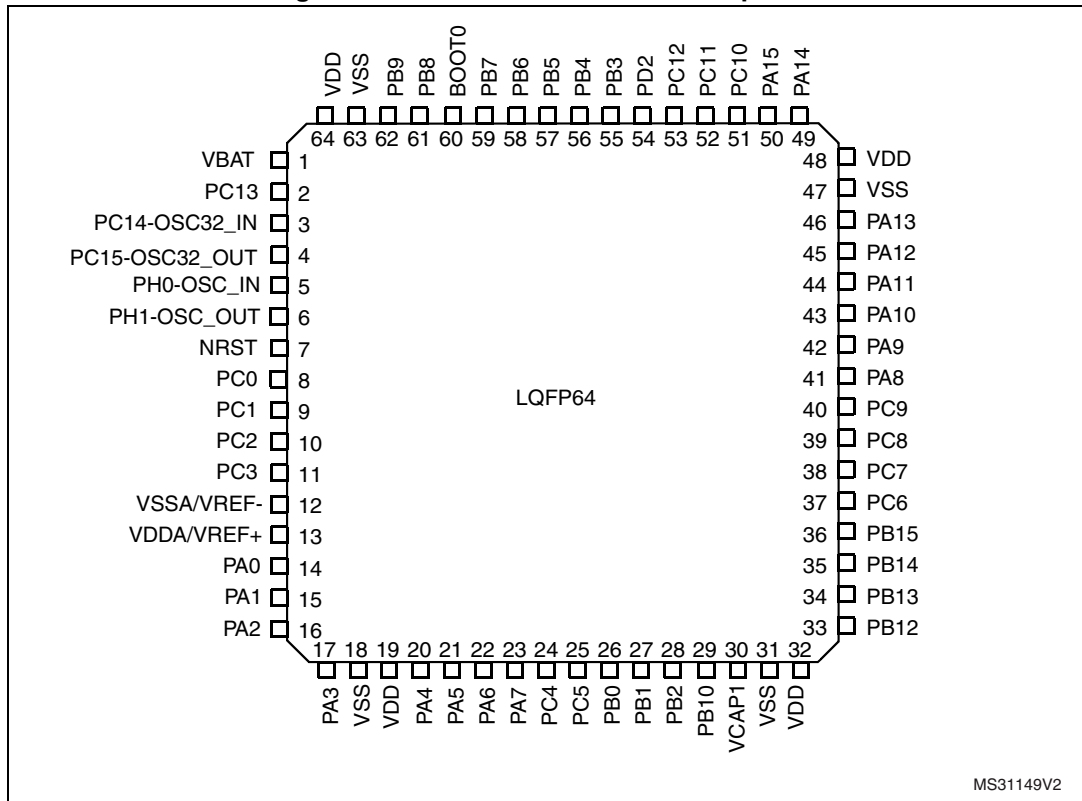 VDD
VSS
PB9
PB8
BOOT0
PB7
PB6
PB5
PB4
PB3
PD2
PC12
PC11
PC10
PA15
PA14
64 63 62 61 60 59 58 57 56 55 54 53 52 51 50 49
VBAT 1
PC13 2
PC14-OSC32_IN 3
PC15-OSC32_OUT 4
PH0-OSC_IN 5
PH1-OSC_OUT 6
NRST 7
PC0 8
PC1 9
PC2 10
PC3 11
VSSA/VREF- 12
VDDA/VREF+ 13
PA0 14
PA1 15
PA2 16
LQFP64
48 VDD
47 VSS
46 PA13
45 PA12
44 PA11
43 PA10
42 PA9
41 PA8
40 PC9
39 PC8
38 PC7
37 PC6
36 PB15
35 PB14
34 PB13
33 PB12
17 18 19 20 21 22 23 24 25 26 27 28 29 30 31 32
PA3
VSS
VDD
PA4
PA5
PA6
PA7
PC4
PC5
PB0
PB1
PB2
PB10
VCAP1
VSS
VDD
MS31149V2